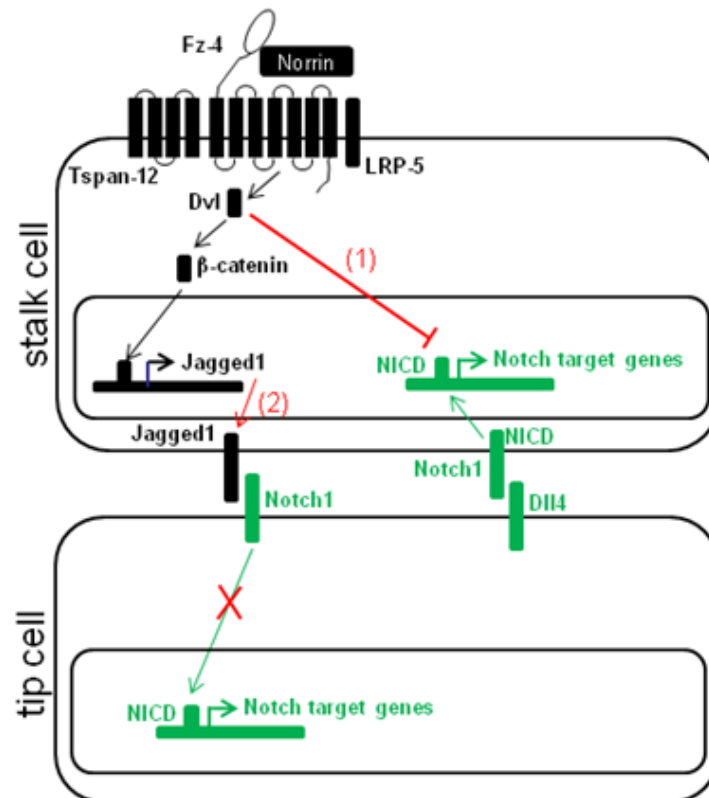 Fz-4
Norrin
Tspan-12
LRP-5
Dvl
β-catenin
(1)
stalk cell
Jagged1
NICD
Notch target genes
(2)
Jagged1
NICD
Notch1
Notch1
Dll4
X
tip cell
NICD
Notch target genes